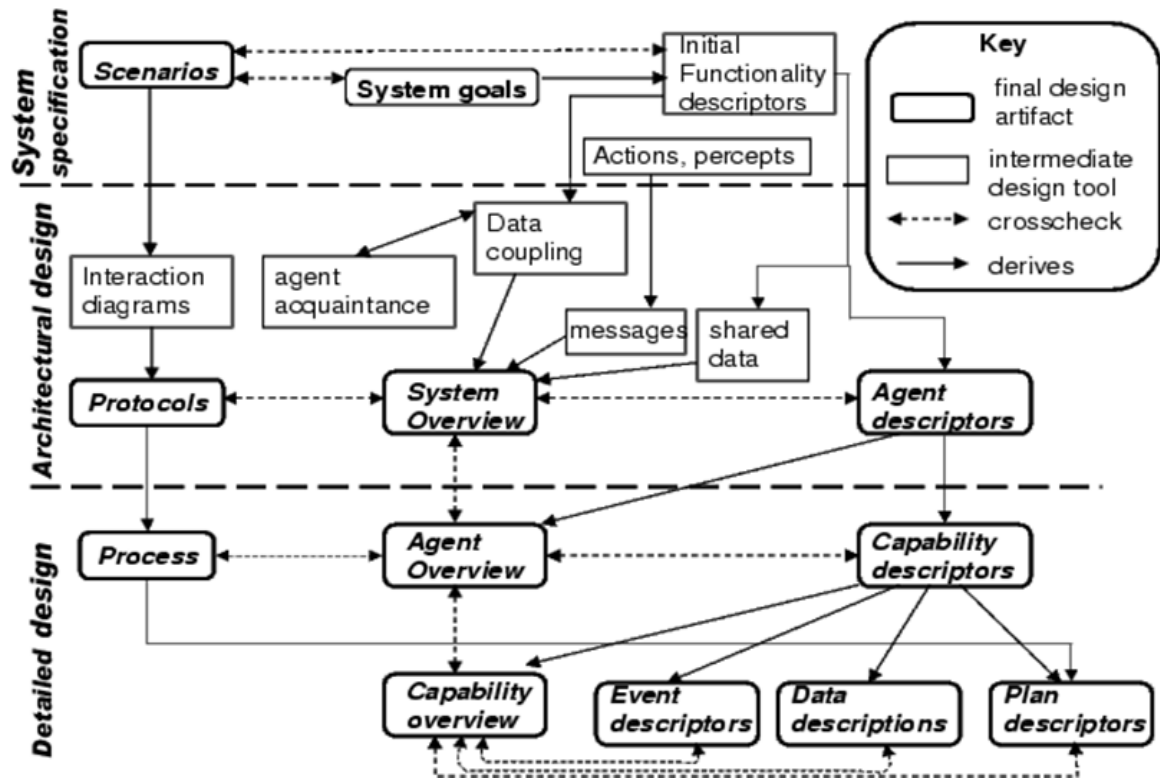 System
specification
Scenarios
System goals
Initial
Functionality
descriptors
Actions, percepts
Key
final design
artifact
intermediate
design tool
crosscheck
derives
Architectural design
Interaction
diagrams
agent
acquaintance
Data
coupling
messages
shared
data
Protocols
System
Overview
Agent
descriptors
Detailed design
Process
Agent
Overview
Capability
descriptors
Capability
overview
Event
descriptors
Data
descriptions
Plan
descriptors